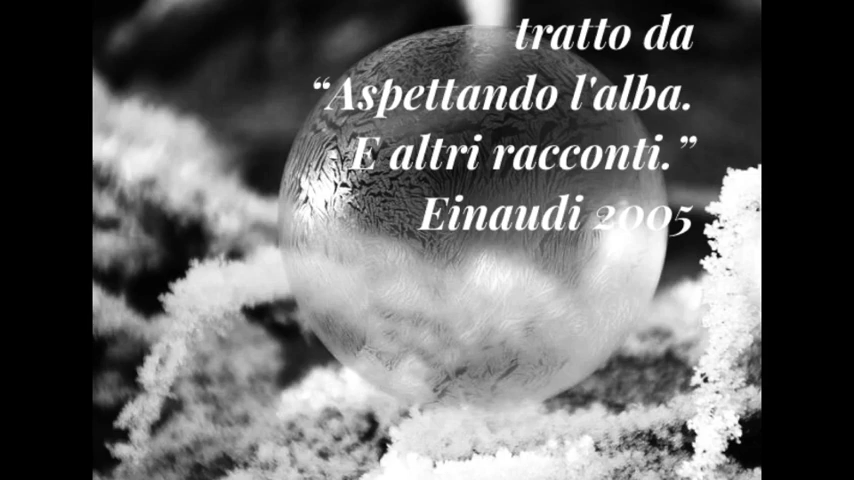 tratto da
“Aspettando l'alba.
E altri racconti.”
Einaudi 2005